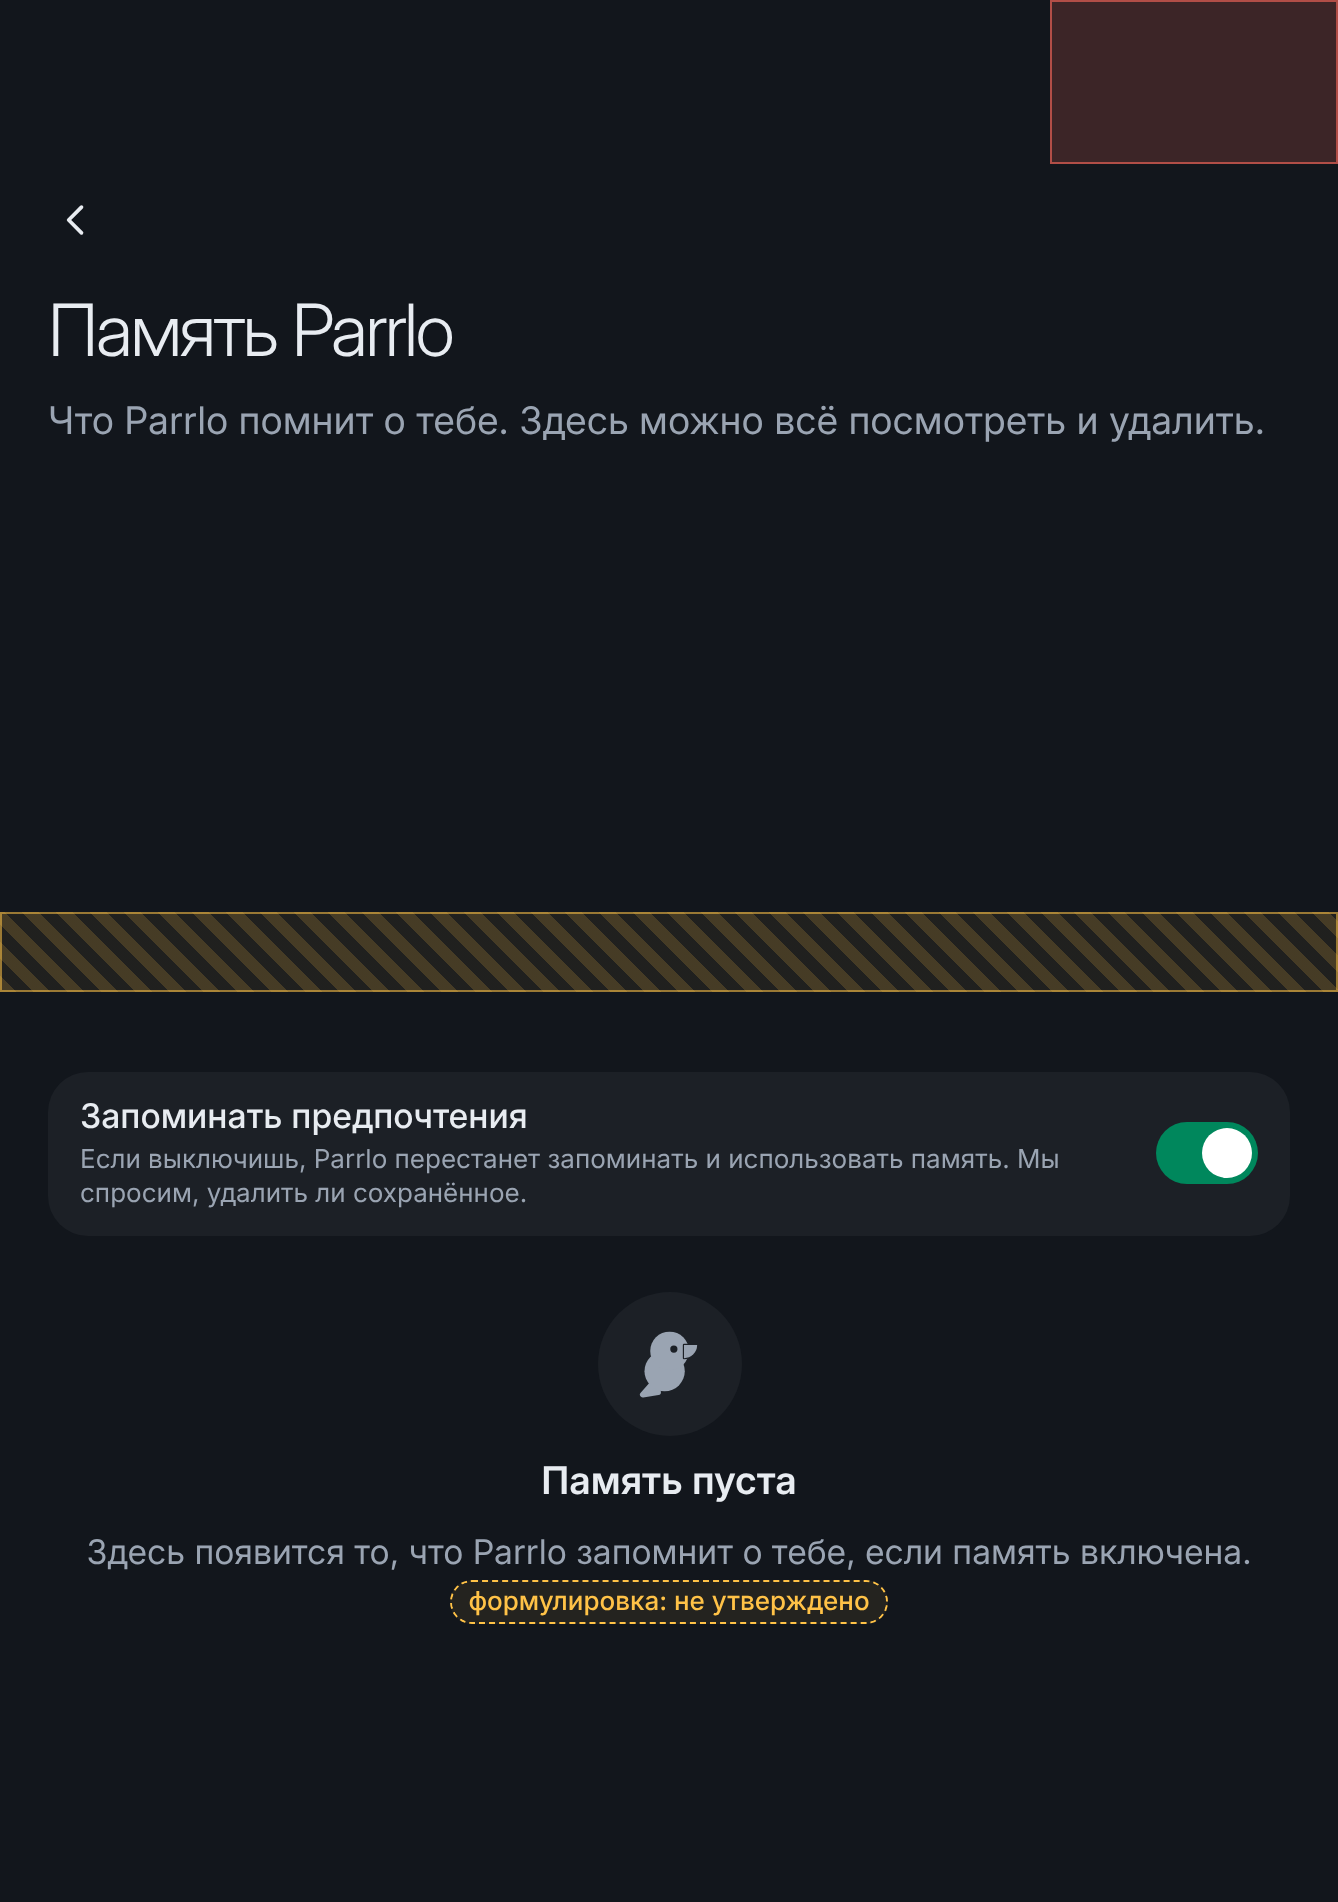 Память Parrlo
Что Parrlo помнит о тебе. Здесь можно всё посмотреть и удалить.
Запоминать предпочтения
Если выключишь, Parrlo перестанет запоминать и использовать память. Мы
спросим, удалить ли сохранённое.
Память пуста
Здесь появится то, что Parrlo запомнит о тебе, если память включена.
формулировка: не утверждено